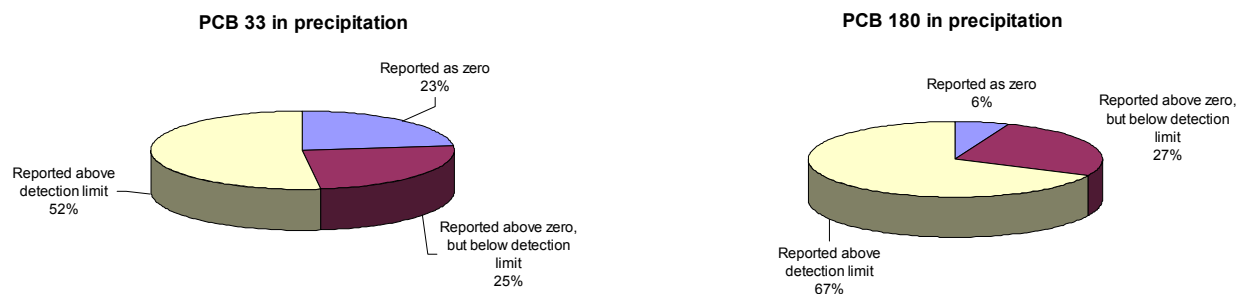 PCB 33 in precipitation
Reported as zero
23%
Reported above
detection limit
52%
Reported above zero,
but below detection
limit
25%
PCB 180 in precipitation
Reported as zero
6%
Reported above zero,
but below detection
limit
27%
Reported above
detection limit
67%